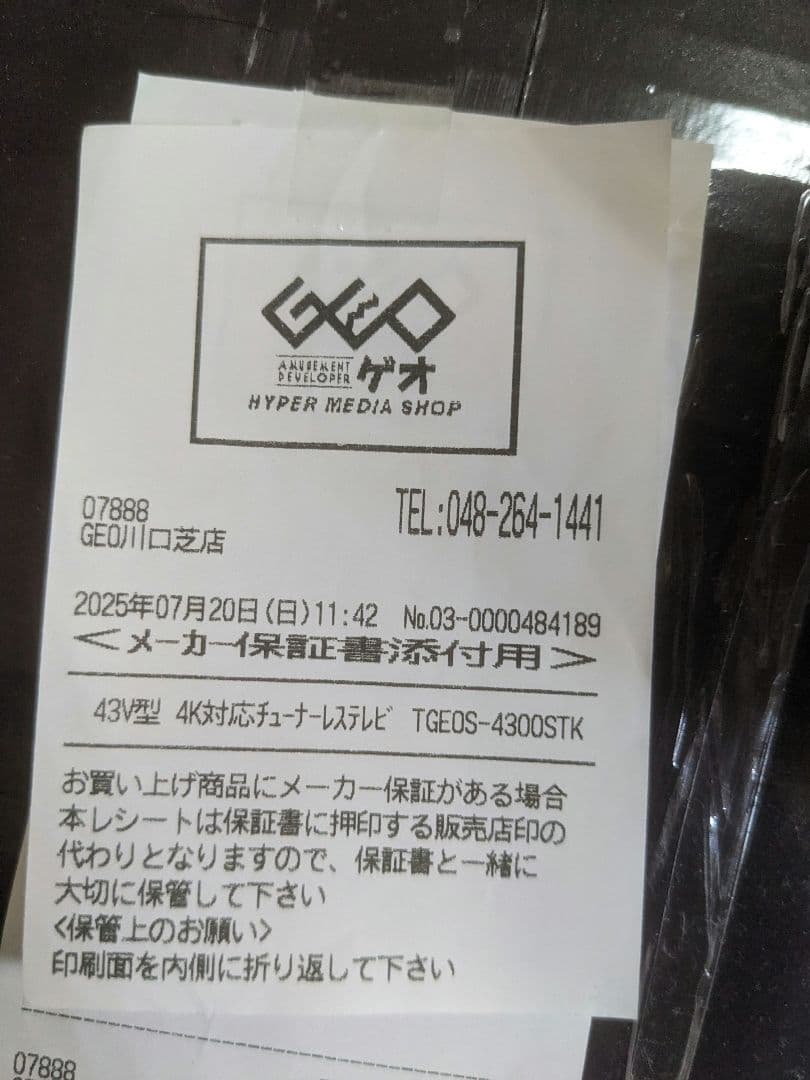 GEO
AMUSEMENT
DEVELOPER ゲオ
HYPER MEDIA SHOP
07888 TEL:048-264-1441
GEO川口芝店
2025年07月20日(日)11:42 No.03-0000484189
<メーカー保証書添付用>
43V型 4K対応チューナーレステレビ TGEOS-4300STK
お買い上げ商品にメーカー保証がある場合
本レシートは保証書に押印する販売店印の
代わりとなりますので、保証書と一緒に
大切に保管して下さい
<保管上のお願い>
印刷面を内側に折り返して下さい
07888